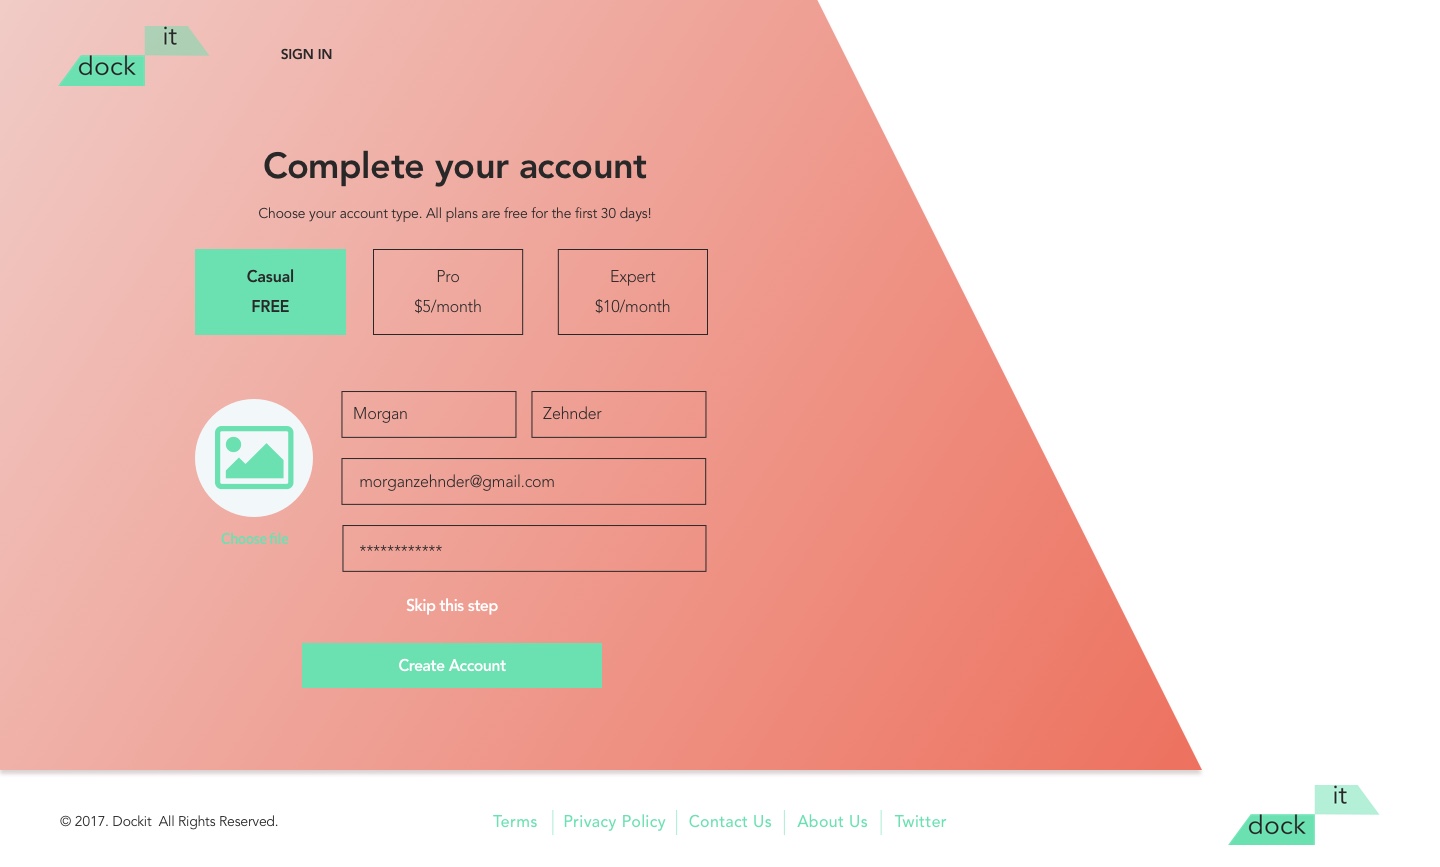 it
dock
SIGN IN
Complete your account
Choose your account type. All plans are free for the first 30 days!
Casual
FREE
Pro
$5/month
Expert
$10/month
Morgan
Zehnder
morganzehnder@gmail.com
************
Choose file
Skip this step
Create Account
© 2017. Dockit  All Rights Reserved.
Terms
Privacy Policy
Contact Us
About Us
Twitter
it
dock